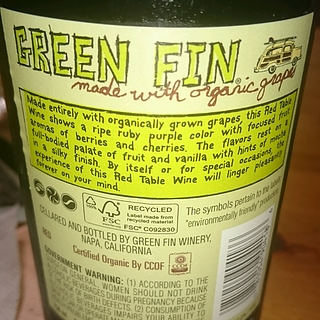 GREEN FIN
made with organic grapes
Made entirely with organically grown grapes, this Red Table
Wine shows a ripe ruby purple color with focused fruit
aromas of berries and cherries. The flavors rest on a
full-bodied palate of fruit and vanilla with hints of mocha
in a silky finish. By itself or for special occasions, the
experience of this Red Table Wine will linger pleasantly
forever on your mind.
FSC
RECYCLED
Label made from
recycled material
FSC® C092830
The symbols pertain to the label's
"environmentally friendly"
CELLARED AND BOTTLED BY GREEN FIN WINERY,
NAPA, CALIFORNIA
Certified Organic By CCOF
GOVERNMENT WARNING: (1) ACCORDING TO THE
GENERAL, WOMEN SHOULD NOT DRINK
BEVERAGES DURING PREGNANCY BECAUSE
BIRTH DEFECTS. (2) CONSUMPTION OF
IMPAIRS YOUR ABILITY TO